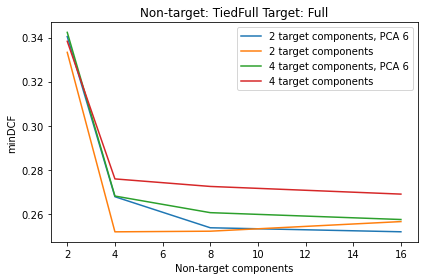 Non-target: TiedFull Target: Full
2 target components, PCA 6
2 target components
4 target components, PCA 6
4 target components
0.34
0.32
0.30
0.28
0.26
minDCF
2 4 6 8 10 12 14 16
Non-target components